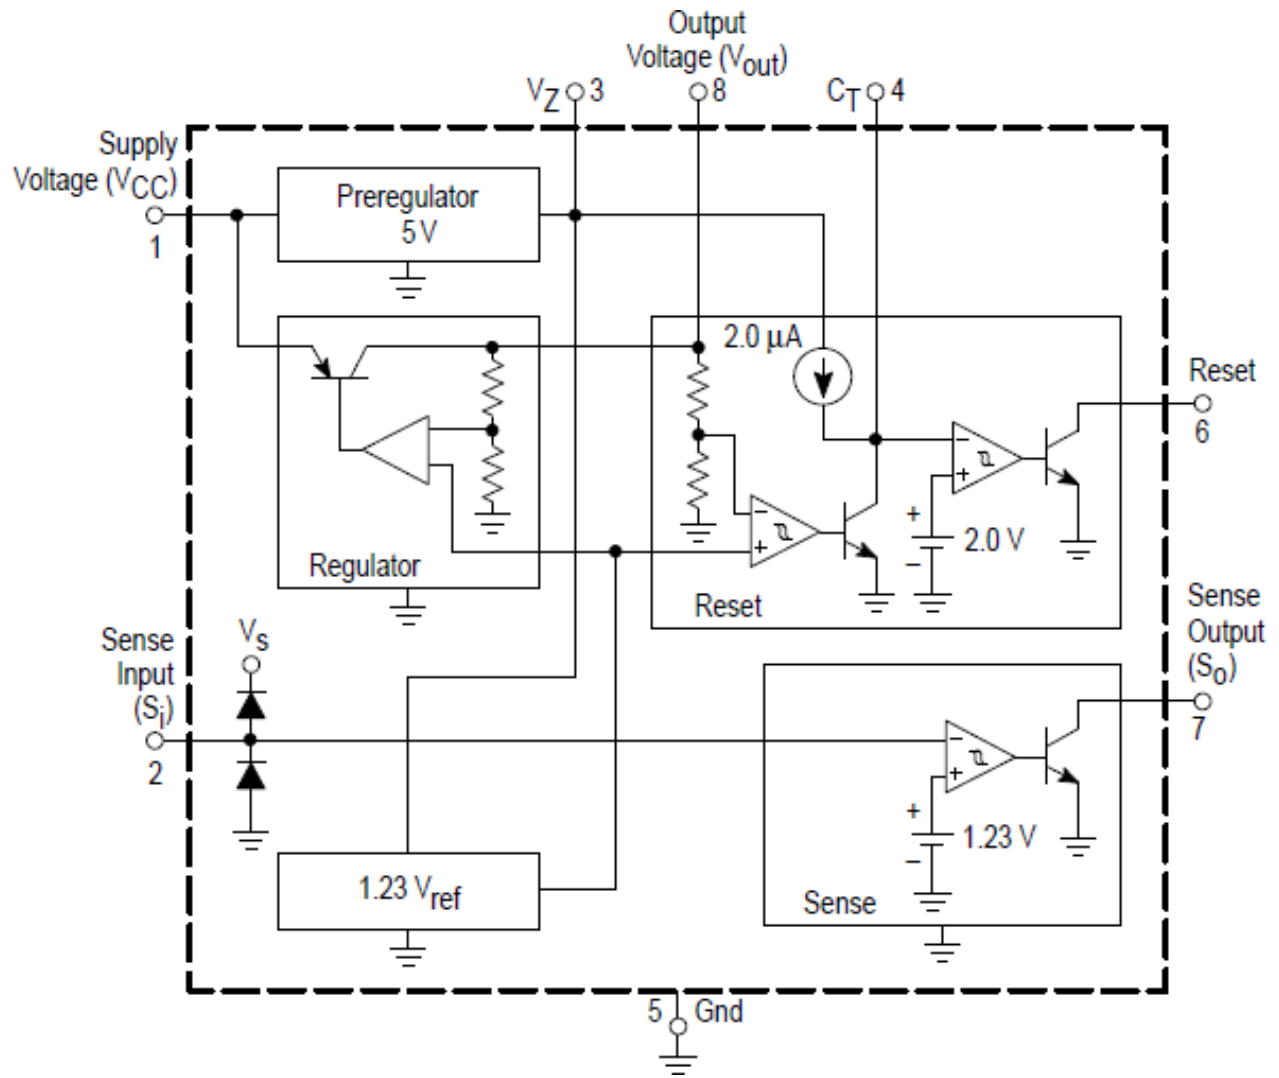 Output
Voltage (Vout)
VZ 3
8
CT 4
Supply
Voltage (VCC)
1
Preregulator
5 V
2.0 µA
Reset
6
−
+
+
−
2.0 V
−
+
Regulator
Reset
Sense
Output
(So)
7
Sense
Input
(Si)
2
Vs
−
+
+
−
1.23 V
1.23 Vref
Sense
5 Gnd